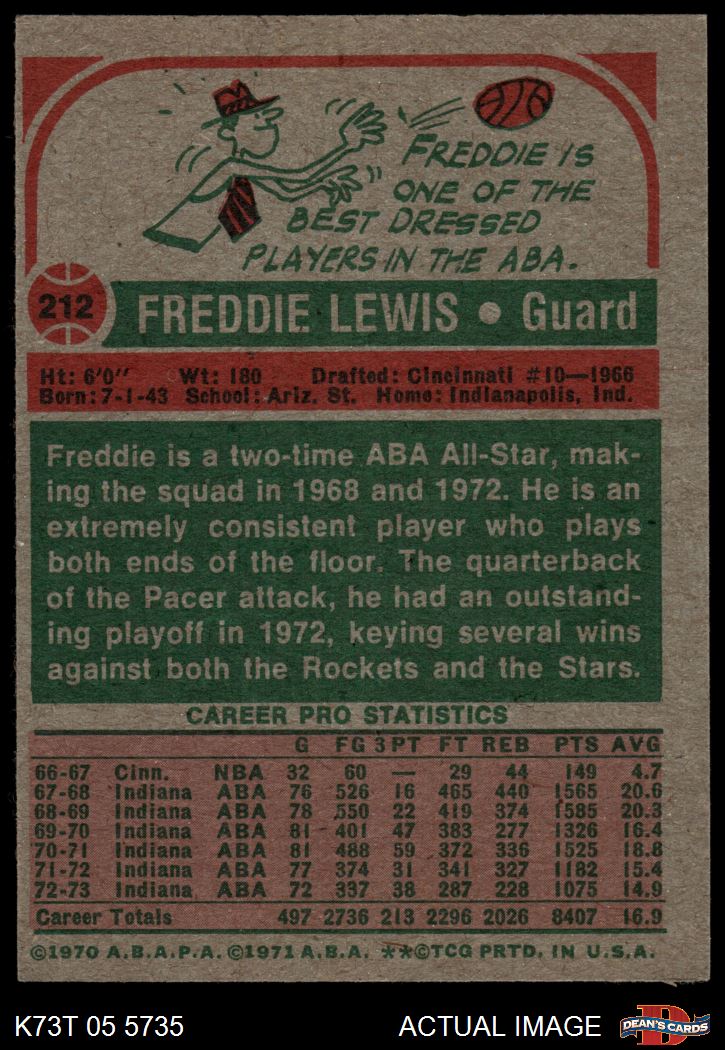 FREDDIE IS
ONE OF THE
BEST DRESSED
PLAYERS IN THE ABA.
212 FREDDIE LEWIS • Guard
Ht: 6'0" Wt: 180 Drafted: Cincinnati #10—1966
Born: 7-1-43 School: Ariz. St. Home: Indianapolis, Ind.
Freddie is a two-time ABA All-Star, mak-
ing the squad in 1968 and 1972. He is an
extremely consistent player who plays
both ends of the floor. The quarterback
of the Pacer attack, he had an outstand-
ing playoff in 1972, keying several wins
against both the Rockets and the Stars.
CAREER PRO STATISTICS
G FG 3PT FT REB PTS AVG
66-67 Cinn. NBA 32 60 — 29 44 149 4.7
67-68 Indiana ABA 76 526 16 465 440 1565 20.6
68-69 Indiana ABA 78 550 22 419 374 1585 20.3
69-70 Indiana ABA 81 401 47 383 277 1326 16.4
70-71 Indiana ABA 81 488 59 372 336 1525 18.8
71-72 Indiana ABA 77 374 31 341 327 1182 15.4
72-73 Indiana ABA 72 337 38 287 228 1075 14.9
Career Totals 497 2736 213 2296 2026 8407 16.9
©1970 A.B.A.P.A. ©1971 A.B.A. **©TCG PRTD. IN U.S.A.
K73T 05 5735 ACTUAL IMAGE DEAN'S CARDS